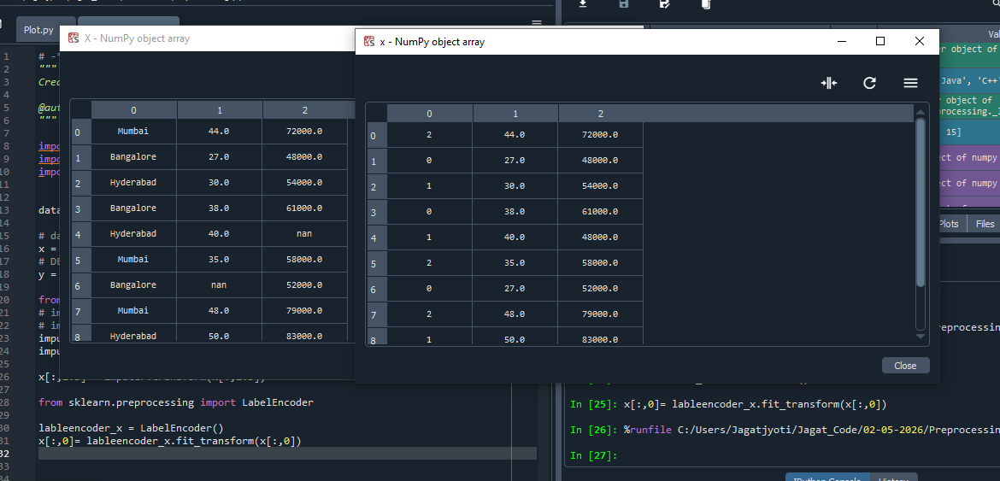 Plot.py
X - NumPy object array
0 1 2
0 Mumbai 44.0 72000.0
1 Bangalore 27.0 48000.0
2 Hyderabad 30.0 54000.0
3 Bangalore 38.0 61000.0
4 Hyderabad 40.0 nan
5 Mumbai 35.0 58000.0
6 Bangalore nan 52000.0
7 Mumbai 48.0 79000.0
8 Hyderabad 50.0 83000.0
x - NumPy object array
0 1 2
0 2 44.0 72000.0
1 0 27.0 48000.0
2 1 30.0 54000.0
3 0 38.0 61000.0
4 1 40.0 48000.0
5 2 35.0 58000.0
6 0 27.0 52000.0
7 2 48.0 79000.0
8 1 50.0 83000.0
Close
1 # -*
2 """
3 Crea
4
5 @aut
6 """
7
8 impo
9 impo
10 impo
11
12
13 data
14
15 # da
16 x =
17 # DE
18 y =
19
20 from
21 # im
22 # im
23 impu
24 impu
25
26
27
28 from sklearn.preprocessing import LabelEncoder
29
30 lableencoder_x = LabelEncoder()
31 x[:,0]= lableencoder_x.fit_transform(x[:,0])
32
33
34
Val
r object of
Java', 'C++'
r object of
15]
ect of numpy
ect of numpy
Plots Files
reprocessin
In [25]: x[:,0]= lableencoder_x.fit_transform(x[:,0])
In [26]: %runfile C:/Users/Jagatjyoti/Jagat_Code/02-05-2026/Preprocessin
In [27]:
IPython Console History